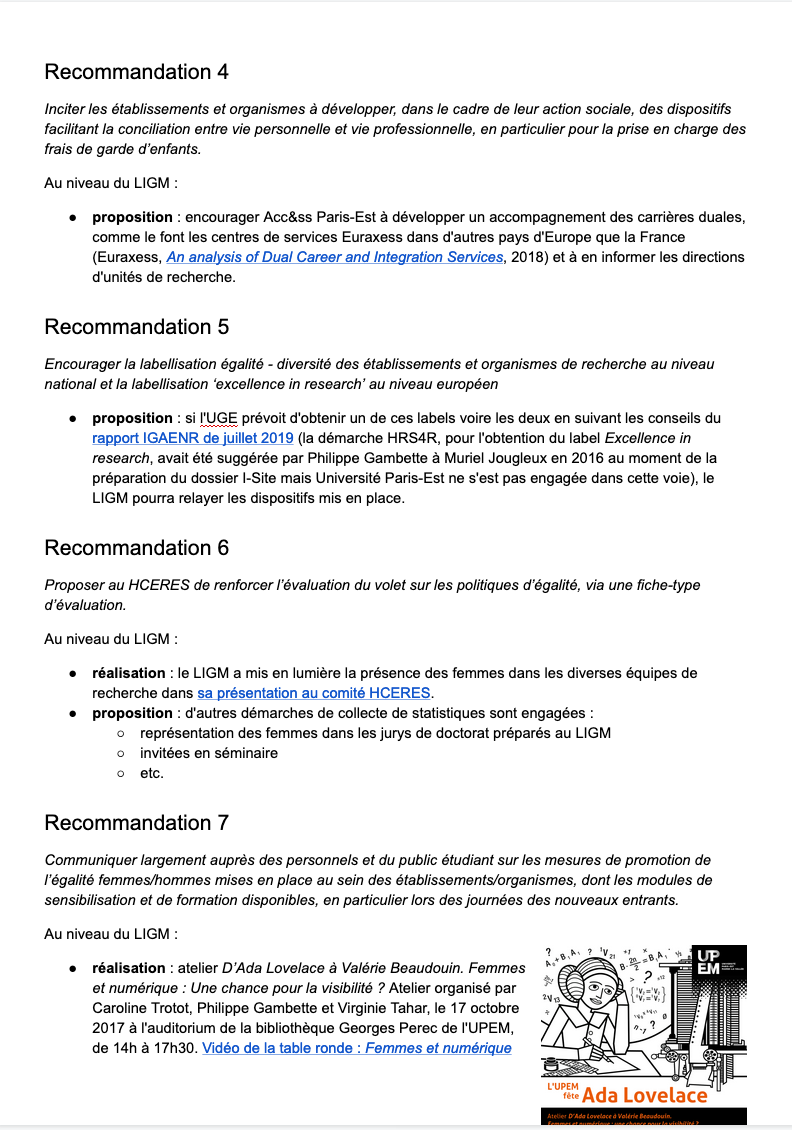 Recommandation 4
Inciter les établissements et organismes à développer, dans le cadre de leur action sociale, des dispositifs
facilitant la conciliation entre vie personnelle et vie professionnelle, en particulier pour la prise en charge des
frais de garde d’enfants.
Au niveau du LIGM :
● proposition : encourager Acc&ss Paris-Est à développer un accompagnement des carrières duales,
comme le font les centres de services Euraxess dans d'autres pays d'Europe que la France
(Euraxess, An analysis of Dual Career and Integration Services, 2018) et à en informer les directions
d'unités de recherche.
Recommandation 5
Encourager la labellisation égalité - diversité des établissements et organismes de recherche au niveau
national et la labellisation ‘excellence in research’ au niveau européen
● proposition : si l'UGE prévoit d'obtenir un de ces labels voire les deux en suivant les conseils du
rapport IGAENR de juillet 2019 (la démarche HRS4R, pour l'obtention du label Excellence in
research, avait été suggérée par Philippe Gambette à Muriel Jougleux en 2016 au moment de la
préparation du dossier I-Site mais Université Paris-Est ne s'est pas engagée dans cette voie), le
LIGM pourra relayer les dispositifs mis en place.
Recommandation 6
Proposer au HCERES de renforcer l’évaluation du volet sur les politiques d’égalité, via une fiche-type
d’évaluation.
Au niveau du LIGM :
● réalisation : le LIGM a mis en lumière la présence des femmes dans les diverses équipes de
recherche dans sa présentation au comité HCERES.
● proposition : d'autres démarches de collecte de statistiques sont engagées :
○ représentation des femmes dans les jurys de doctorat préparés au LIGM
○ invitées en séminaire
○ etc.
Recommandation 7
Communiquer largement auprès des personnels et du public étudiant sur les mesures de promotion de
l’égalité femmes/hommes mises en place au sein des établissements/organismes, dont les modules de
sensibilisation et de formation disponibles, en particulier lors des journées des nouveaux entrants.
Au niveau du LIGM :
● réalisation : atelier D’Ada Lovelace à Valérie Beaudouin. Femmes
et numérique : Une chance pour la visibilité ? Atelier organisé par
Caroline Trotot, Philippe Gambette et Virginie Tahar, le 17 octobre
2017 à l'auditorium de la bibliothèque Georges Perec de l'UPEM,
de 14h à 17h30. Vidéo de la table ronde : Femmes et numérique
UP
EM
L'UPEM
fête Ada Lovelace
Atelier D'Ada Lovelace à Valérie Beaudouin.
Femmes et numérique : une chance pour la visibilité ?